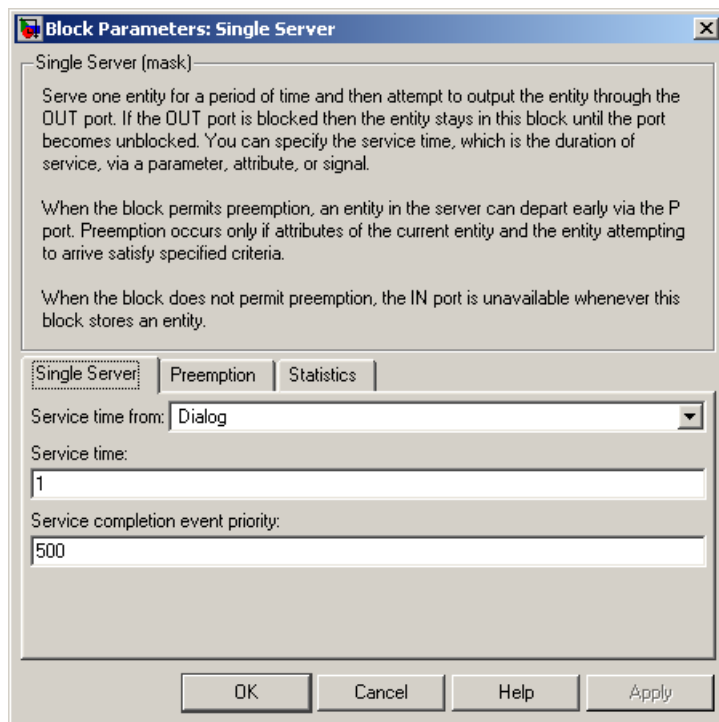 Block Parameters: Single Server
Single Server (mask)
Serve one entity for a period of time and then attempt to output the entity through the
OUT port. If the OUT port is blocked then the entity stays in this block until the port
becomes unblocked. You can specify the service time, which is the duration of
service, via a parameter, attribute, or signal.
When the block permits preemption, an entity in the server can depart early via the P
port. Preemption occurs only if attributes of the current entity and the entity attempting
to arrive satisfy specified criteria.
When the block does not permit preemption, the IN port is unavailable whenever this
block stores an entity.
Single Server Preemption Statistics
Service time from: Dialog
Service time:
1
Service completion event priority:
500
OK Cancel Help Apply